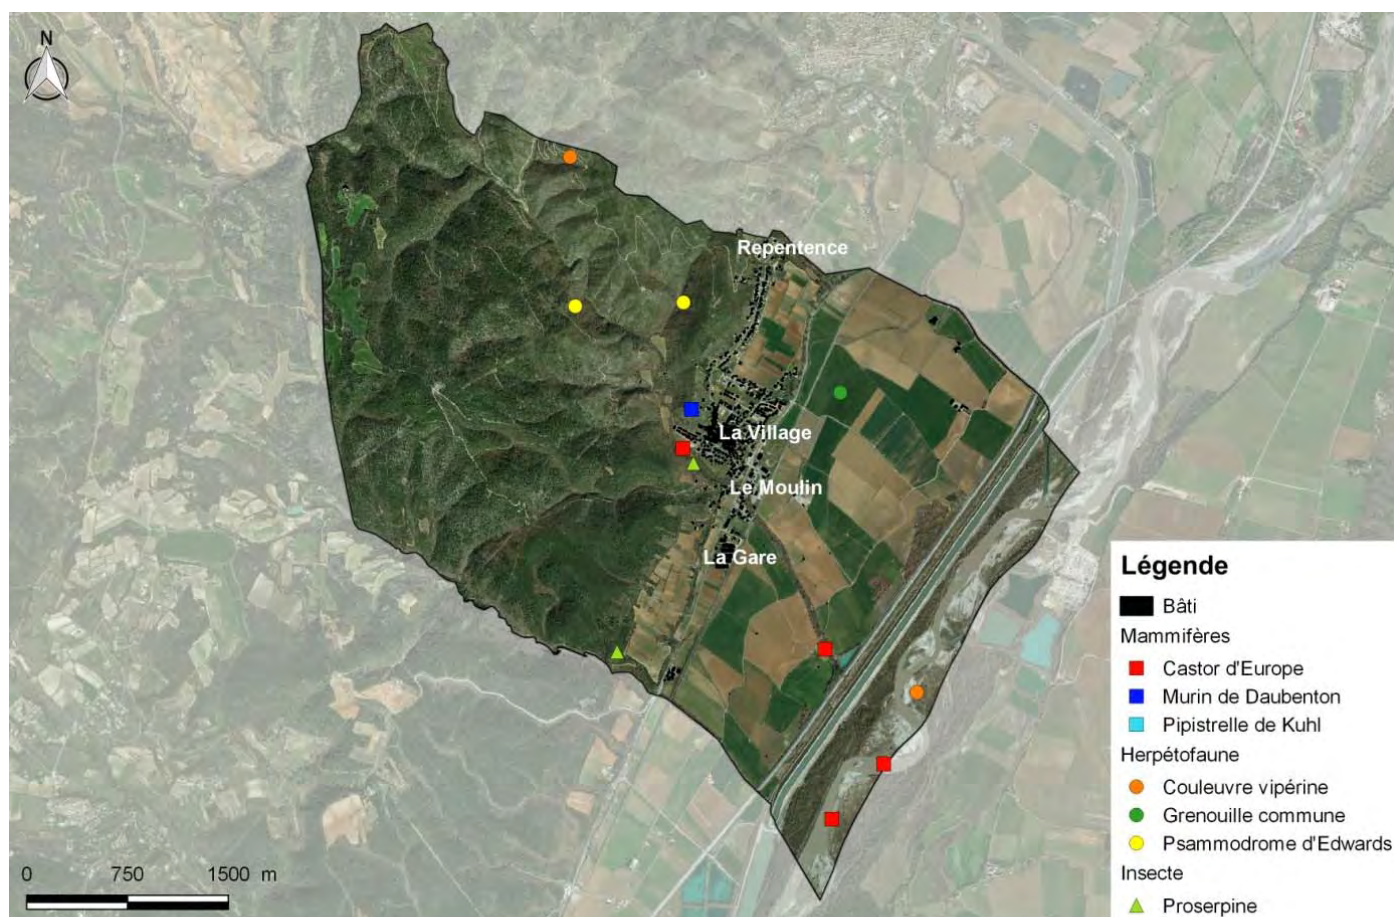 N
Repentence
La Village
Le Moulin
La Gare
Légende
Bâti
Mammifères
Castor d'Europe
Murin de Daubenton
Pipistrelle de Kuhl
Herpétofaune
Couleuvre vipérine
Grenouille commune
Psammodrome d'Edwards
Insecte
Proserpine
0 750 1500 m